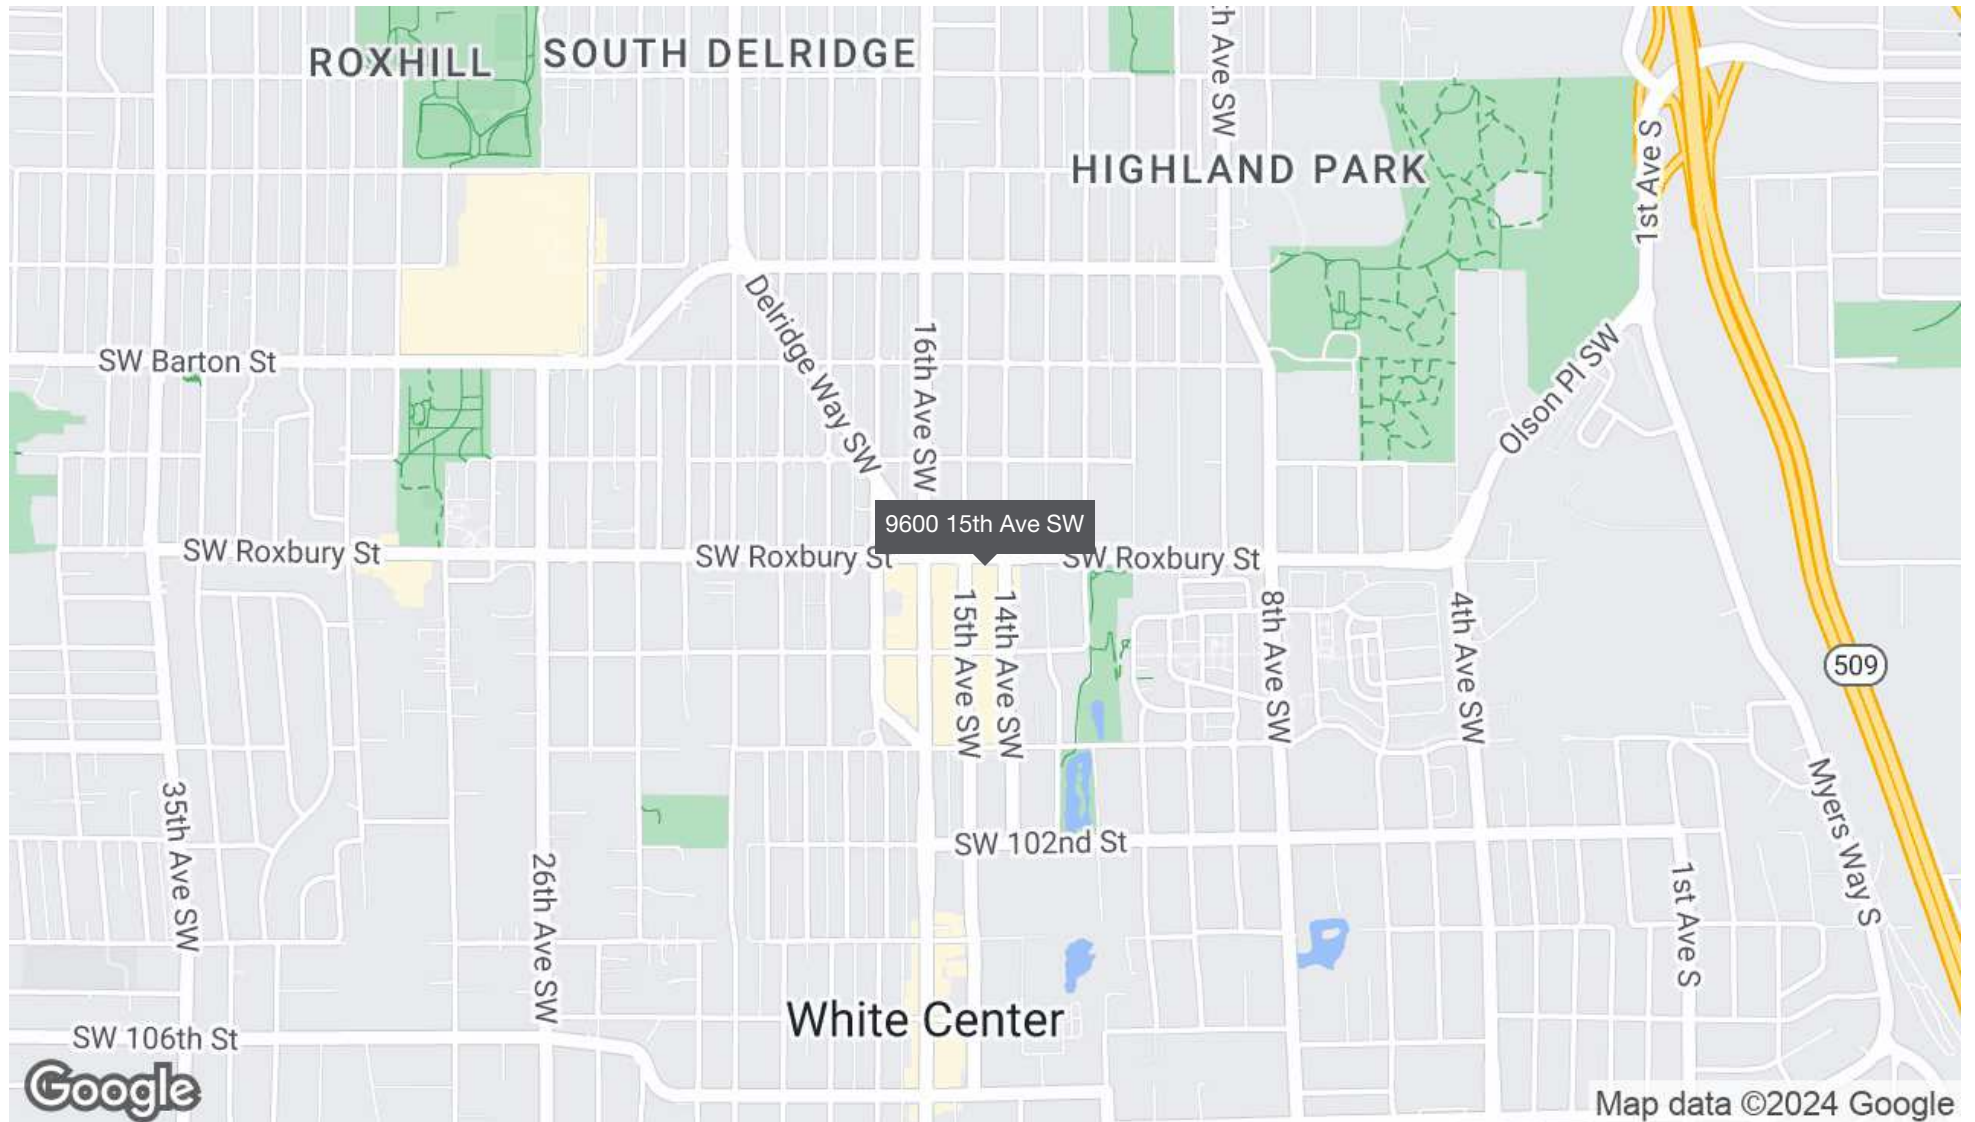 ROXHILL
SOUTH DELRIDGE
th Ave SW
HIGHLAND PARK
1st Ave S
SW Barton St
Delridge Way SW
16th Ave SW
Olson Pl SW
9600 15th Ave SW
SW Roxbury St
SW Roxbury St
SW Roxbury St
15th Ave SW
14th Ave SW
8th Ave SW
4th Ave SW
509
35th Ave SW
26th Ave SW
SW 102nd St
Myers Way S
1st Ave S
White Center
SW 106th St
Google
Map data ©2024 Google